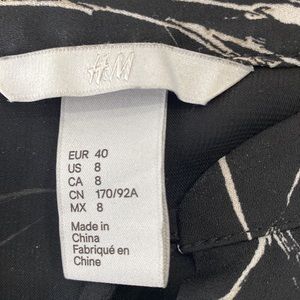 H&M
EUR 40
US 8
CA 8
CN 170/92A
MX 8
Made in
China
Fabriqué en
Chine